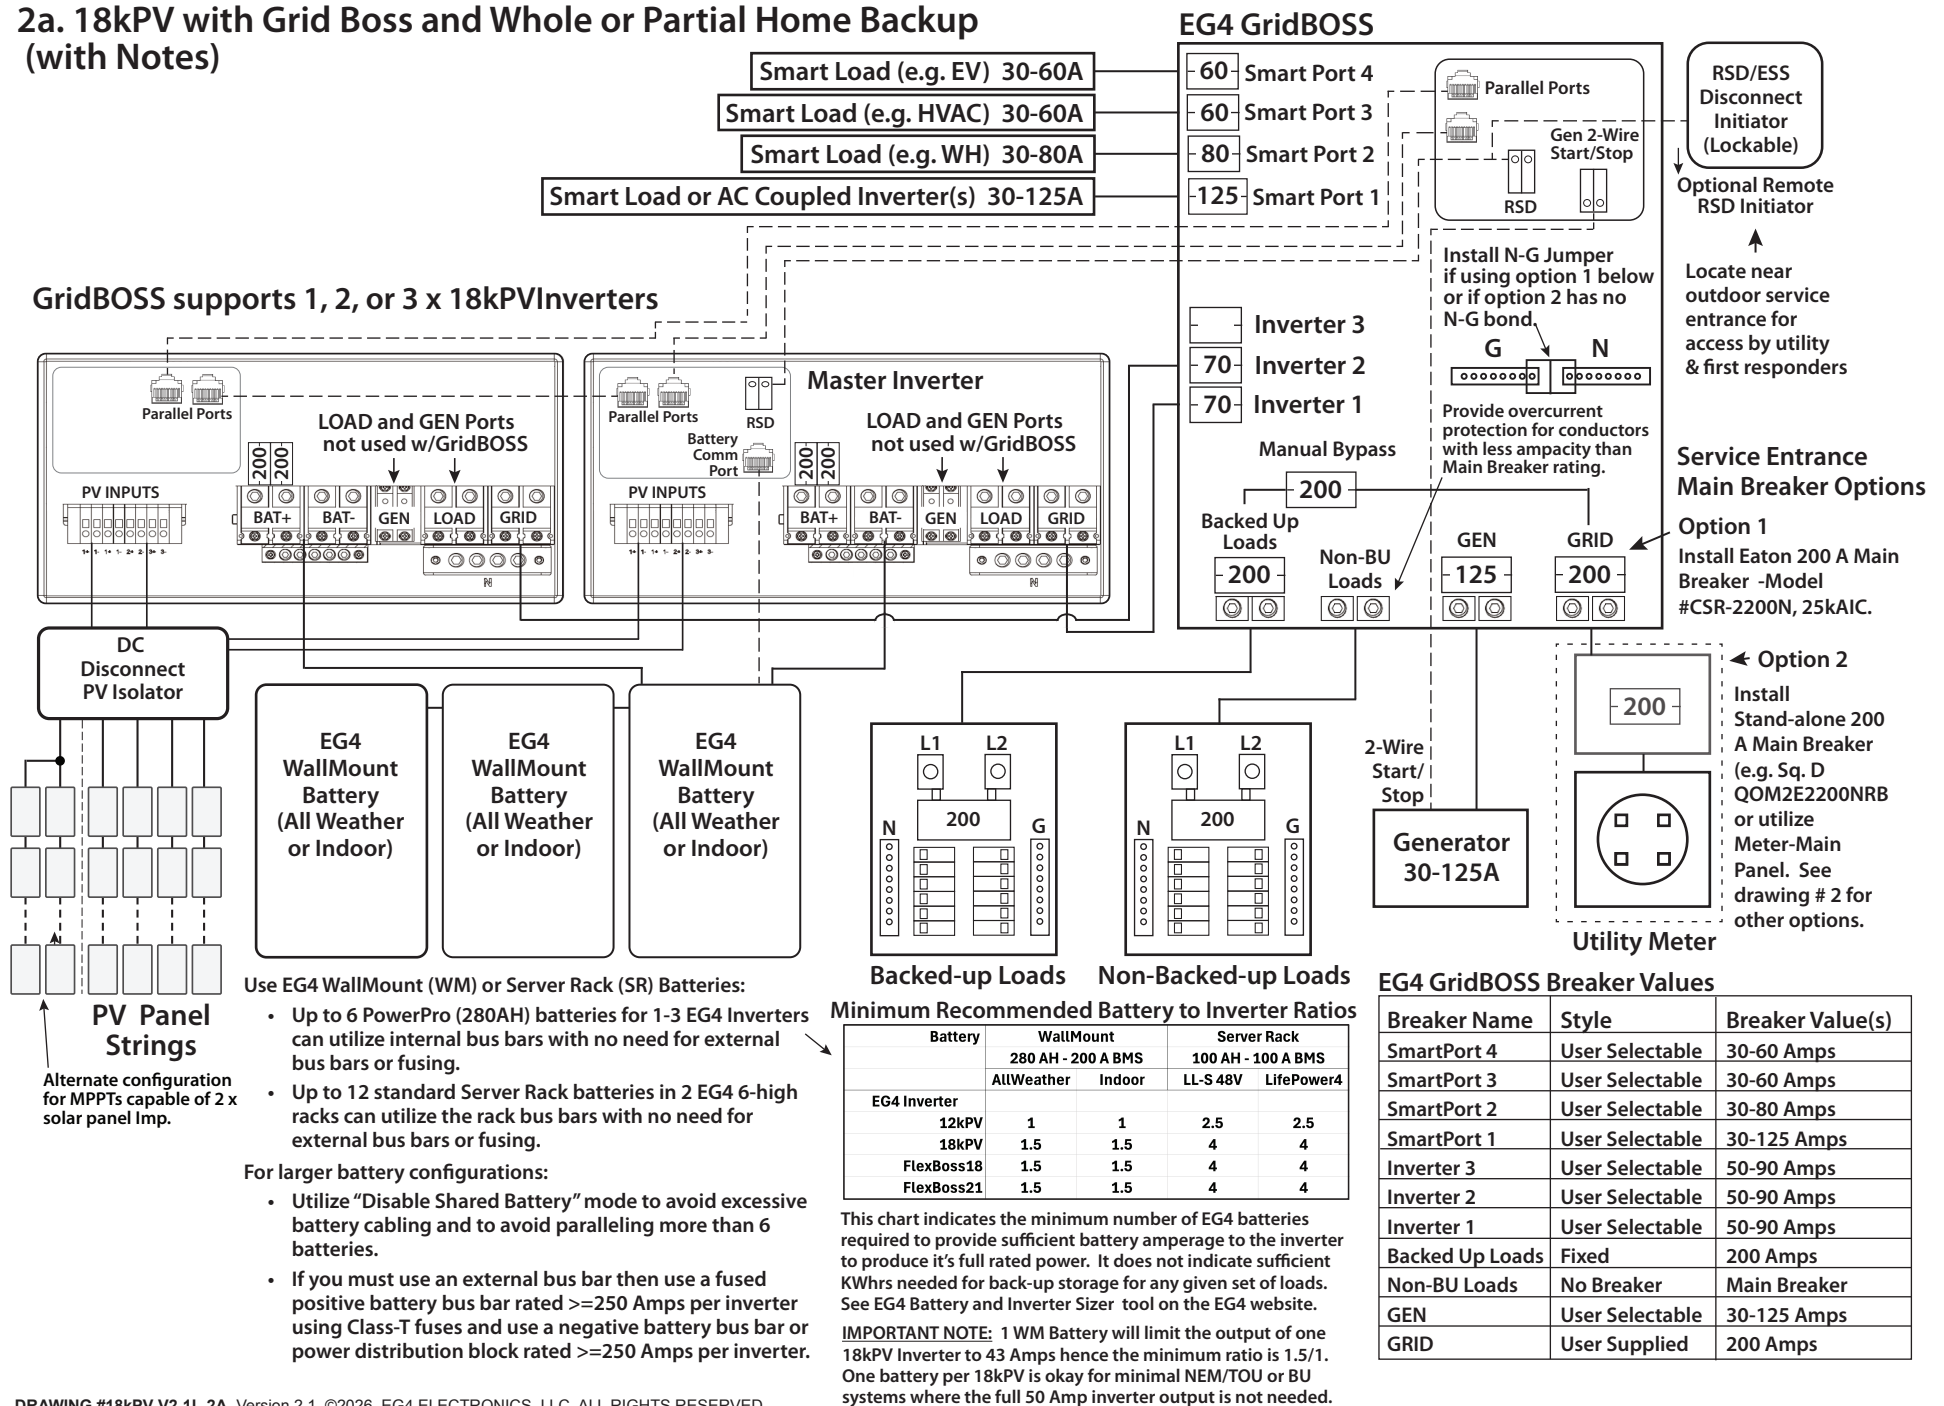 2a. 18kPV with Grid Boss and Whole or Partial Home Backup
(with Notes)
EG4 GridBOSS
Smart Load (e.g. EV) 30-60A
60
Smart Port 4
Smart Load (e.g. HVAC) 30-60A
60
Smart Port 3
Smart Load (e.g. WH) 30-80A
80
Smart Port 2
Smart Load or AC Coupled Inverter(s) 30-125A
125
Smart Port 1
Parallel Ports
Gen 2-Wire
Start/Stop
RSD
RSD/ESS
Disconnect
Initiator
(Lockable)
Optional Remote
RSD Initiator
Locate near
outdoor service
entrance for
access by utility
& first responders
Install N-G Jumper
if using option 1 below
or if option 2 has no
N-G bond.
G
N
GridBOSS supports 1, 2, or 3 x 18kPVInverters
Inverter 3
70
Inverter 2
70
Inverter 1
Provide overcurrent
protection for conductors
with less ampacity than
Main Breaker rating.
Manual Bypass
200
Backed Up
Loads
200
Non-BU
Loads
GEN
125
GRID
200
Parallel Ports
LOAD and GEN Ports
not used w/GridBOSS
200
200
PV INPUTS
1+ 1- 1+ 1- 2+ 2- 3+ 3-
BAT+
BAT-
GEN
LOAD
GRID
N
Master Inverter
Parallel Ports
RSD
Battery
Comm
Port
LOAD and GEN Ports
not used w/GridBOSS
200
200
PV INPUTS
1+ 1- 1+ 1- 2+ 2- 3+ 3-
BAT+
BAT-
GEN
LOAD
GRID
N
Service Entrance
Main Breaker Options
Option 1
Install Eaton 200 A Main
Breaker -Model
#CSR-2200N, 25kAIC.
Option 2
Install
Stand-alone 200
A Main Breaker
(e.g. Sq. D
QOM2E2200NRB
or utilize
Meter-Main
Panel. See
drawing # 2 for
other options.
200
Utility Meter
DC
Disconnect
PV Isolator
EG4
WallMount
Battery
(All Weather
or Indoor)
EG4
WallMount
Battery
(All Weather
or Indoor)
EG4
WallMount
Battery
(All Weather
or Indoor)
L1
L2
200
N
G
Backed-up Loads
L1
L2
200
N
G
Non-Backed-up Loads
2-Wire
Start/
Stop
Generator
30-125A
PV Panel
Strings
Alternate configuration
for MPPTs capable of 2 x
solar panel Imp.
Use EG4 WallMount (WM) or Server Rack (SR) Batteries:
• Up to 6 PowerPro (280AH) batteries for 1-3 EG4 Inverters
can utilize internal bus bars with no need for external
bus bars or fusing.
• Up to 12 standard Server Rack batteries in 2 EG4 6-high
racks can utilize the rack bus bars with no need for
external bus bars or fusing.
For larger battery configurations:
• Utilize “Disable Shared Battery” mode to avoid excessive
battery cabling and to avoid paralleling more than 6
batteries.
• If you must use an external bus bar then use a fused
positive battery bus bar rated >=250 Amps per inverter
using Class-T fuses and use a negative battery bus bar or
power distribution block rated >=250 Amps per inverter.
Minimum Recommended Battery to Inverter Ratios
Battery WallMount Server Rack
280 AH - 200 A BMS 100 AH - 100 A BMS
AllWeather Indoor LL-S 48V LifePower4
EG4 Inverter
12kPV 1 1 2.5 2.5
18kPV 1.5 1.5 4 4
FlexBoss18 1.5 1.5 4 4
FlexBoss21 1.5 1.5 4 4
This chart indicates the minimum number of EG4 batteries
required to provide sufficient battery amperage to the inverter
to produce it’s full rated power. It does not indicate sufficient
KWhrs needed for back-up storage for any given set of loads.
See EG4 Battery and Inverter Sizer tool on the EG4 website.
IMPORTANT NOTE: 1 WM Battery will limit the output of one
18kPV Inverter to 43 Amps hence the minimum ratio is 1.5/1.
One battery per 18kPV is okay for minimal NEM/TOU or BU
systems where the full 50 Amp inverter output is not needed.
EG4 GridBOSS Breaker Values
Breaker Name Style Breaker Value(s)
SmartPort 4 User Selectable 30-60 Amps
SmartPort 3 User Selectable 30-60 Amps
SmartPort 2 User Selectable 30-80 Amps
SmartPort 1 User Selectable 30-125 Amps
Inverter 3 User Selectable 50-90 Amps
Inverter 2 User Selectable 50-90 Amps
Inverter 1 User Selectable 50-90 Amps
Backed Up Loads Fixed 200 Amps
Non-BU Loads No Breaker Main Breaker
GEN User Selectable 30-125 Amps
GRID User Supplied 200 Amps
DRAWING #18kPV V2.1L 2A Version 2.1 ©2026 EG4 ELECTRONICS, LLC. ALL RIGHTS RESERVED